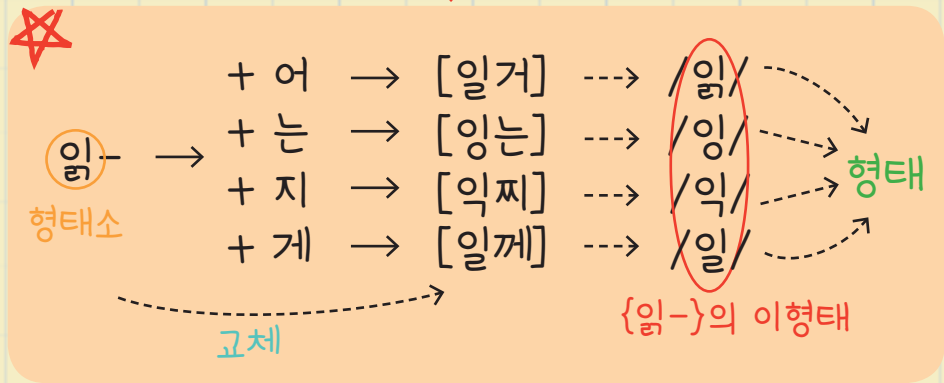 읽- → + 어 → [일거] ⇢ /읽/
+ 는 → [잉는] ⇢ /잉/
+ 지 → [익찌] ⇢ /익/
+ 게 → [일께] ⇢ /일/
형태소
형태
교체
{읽-}의 이형태